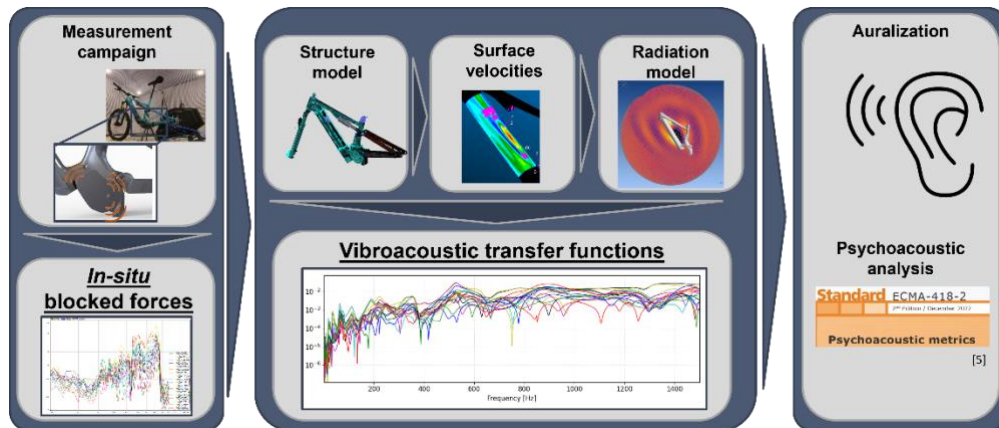 Measurement
campaign
In-situ
blocked forces
Structure
model
Surface
velocities
Radiation
model
Vibroacoustic transfer functions
10⁻²
10⁻³
10⁻⁴
10⁻⁵
10⁻⁶
200 400 600 800 1000 1200 1400
Frequency [Hz]
Auralization
Psychoacoustic
analysis
Standard ECMA-418-2
2nd Edition / December 2022
Psychoacoustic metrics
[5]